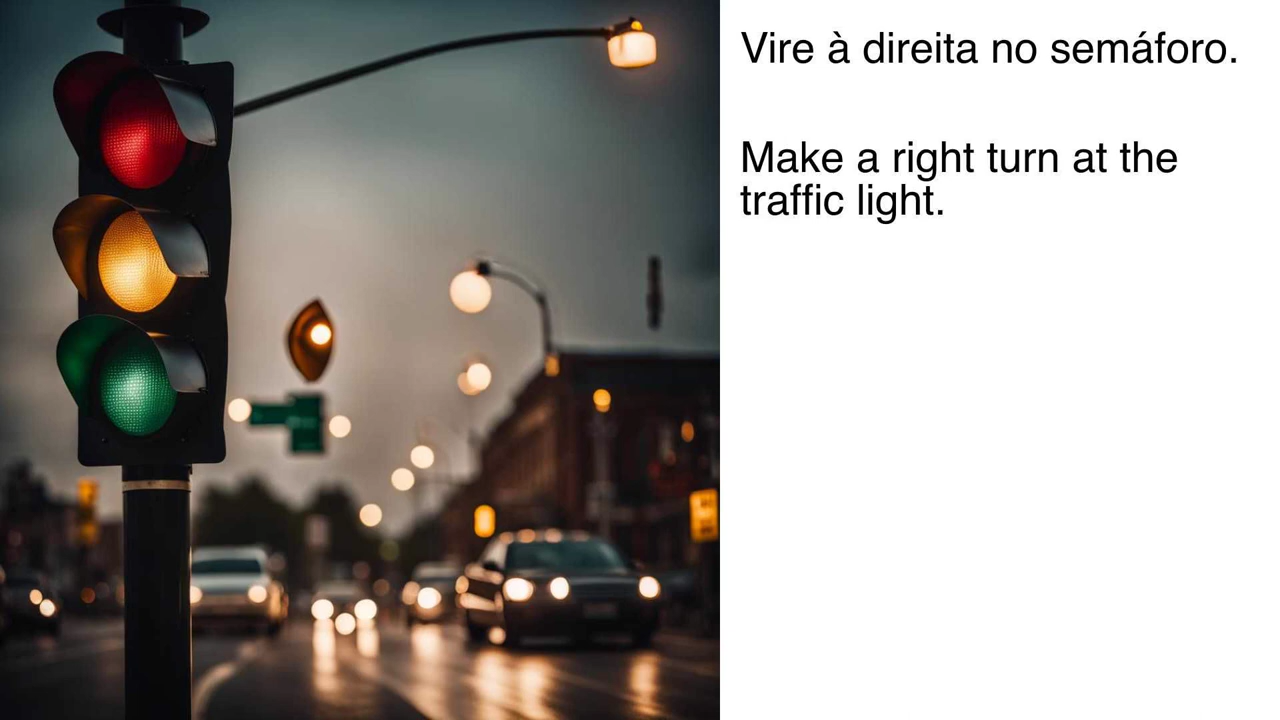 Vire à direita no semáforo.
Make a right turn at the
traffic light.